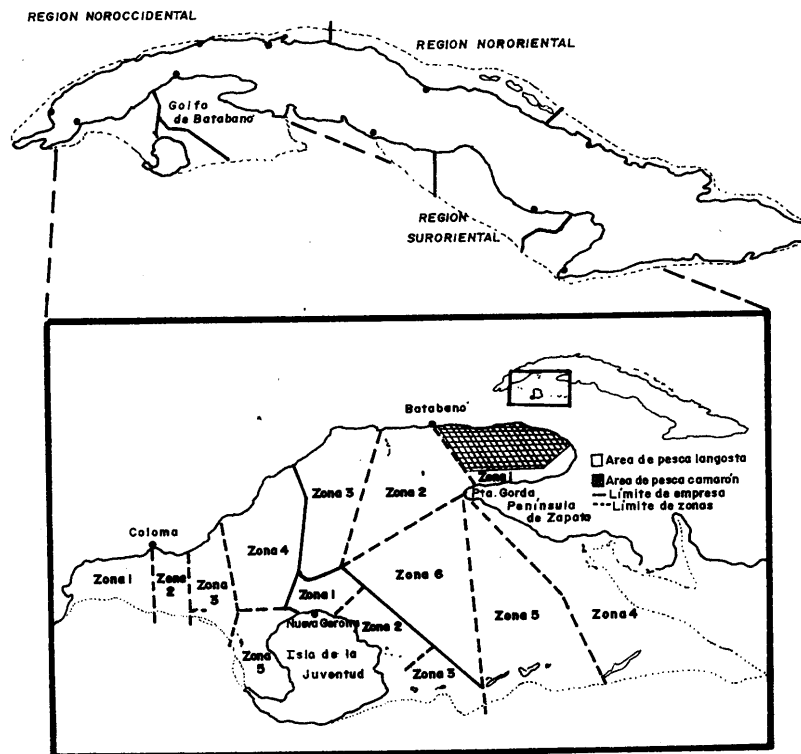 REGION NOROCCIDENTAL
REGION NORORIENTAL
Golfo
de Batabanó
REGION
SURORIENTAL
Batabenó
Area de pesca langosta
Area de pesca camarón
Límite de empresa
Límite de zonas
Zona 1
Pta. Gorda
Península
de Zapata
Zona 3
Zona 2
Coloma
Zona 4
Zona 6
Zona 1
Zona
2
Zona
3
Zona 1
Zona 5
Zona 4
Nueva Gerona
Zona 2
Zona
5
Isla de la
Juventud
Zona 3